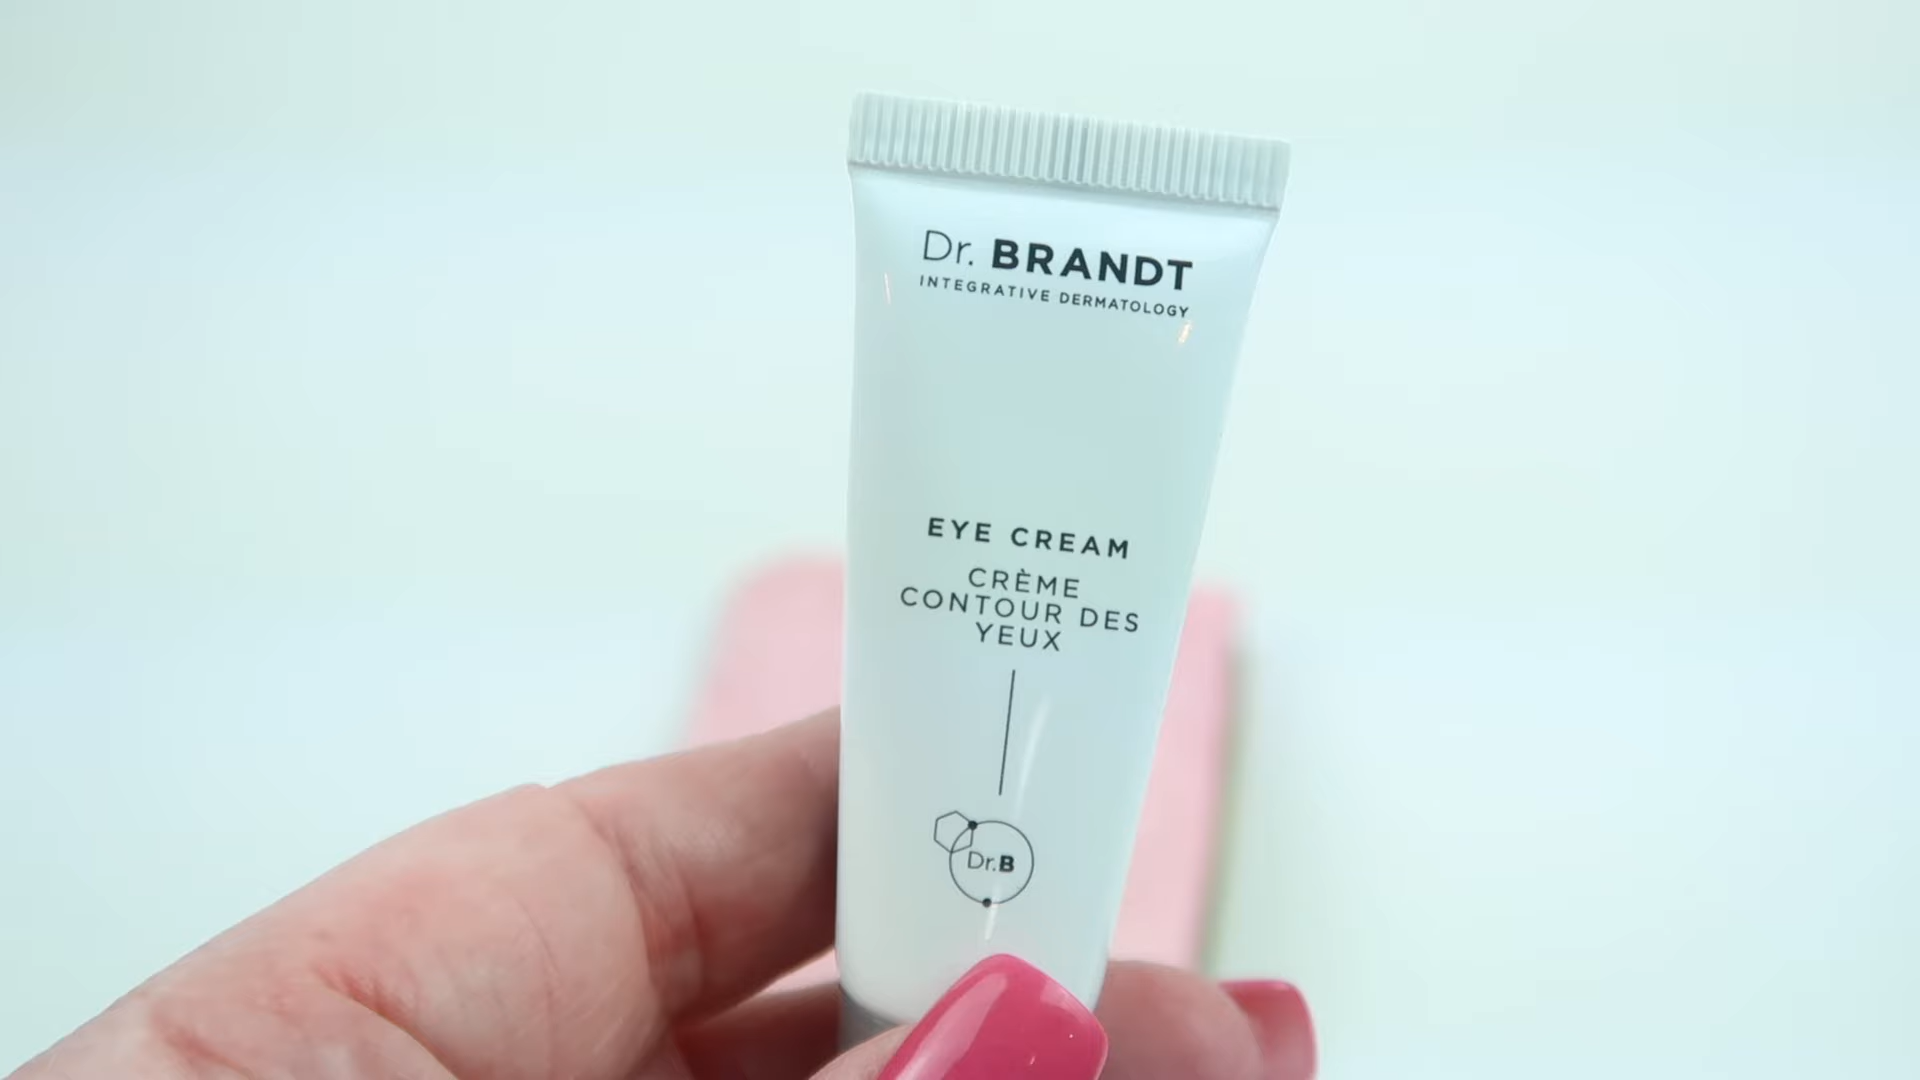 Dr. BRANDT
INTEGRATIVE DERMATOLOGY
EYE CREAM
CRÈME
CONTOUR DES
YEUX
Dr.B